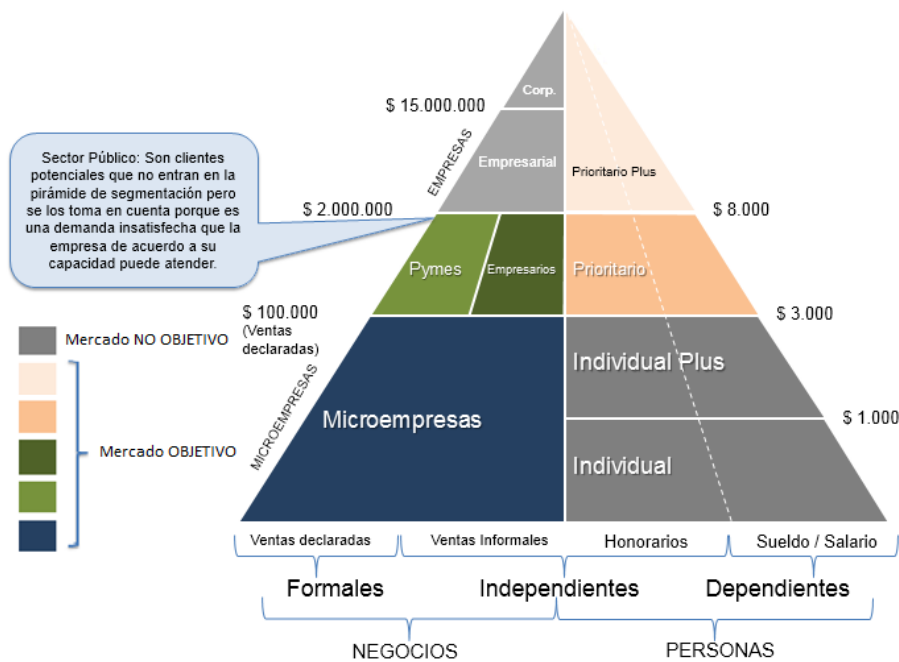 Corp.
$ 15.000.000
EMPRESAS
Empresarial
Prioritario Plus
Sector Público: Son clientes
potenciales que no entran en la
pirámide de segmentación pero
se los toma en cuenta porque es
una demanda insatisfecha que la
empresa de acuerdo a su
capacidad puede atender.
$ 2.000.000
$ 8.000
Pymes
Empresarios
Prioritario
$ 100.000
(Ventas
declaradas)
$ 3.000
Mercado NO OBJETIVO
Individual Plus
MICROEMPRESAS
Microempresas
$ 1.000
Mercado OBJETIVO
Individual
Ventas declaradas
Ventas Informales
Honorarios
Sueldo / Salario
Formales
Independientes
Dependientes
NEGOCIOS
PERSONAS